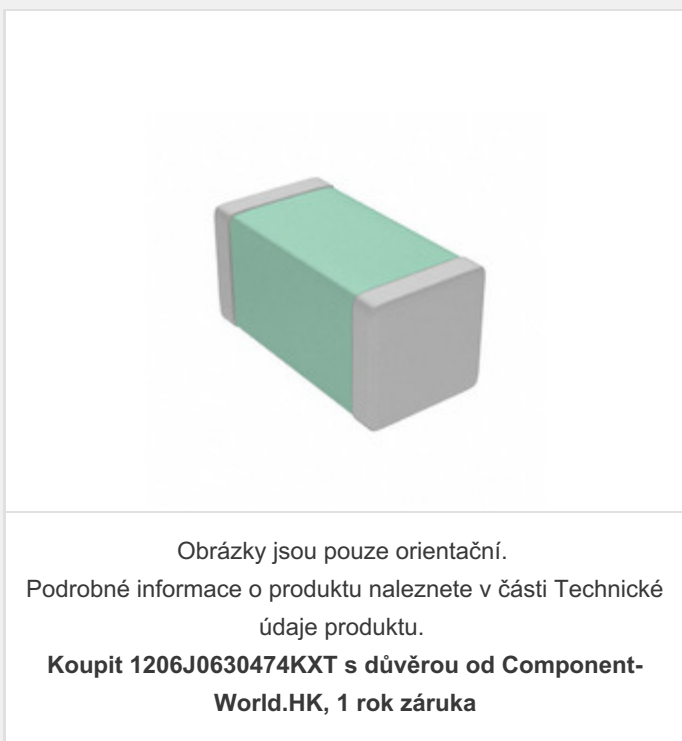 Obrázky jsou pouze orientační.
Podrobné informace o produktu naleznete v části Technické
údaje produktu.
Koupit 1206J0630474KXT s důvěrou od Component-
World.HK, 1 rok záruka